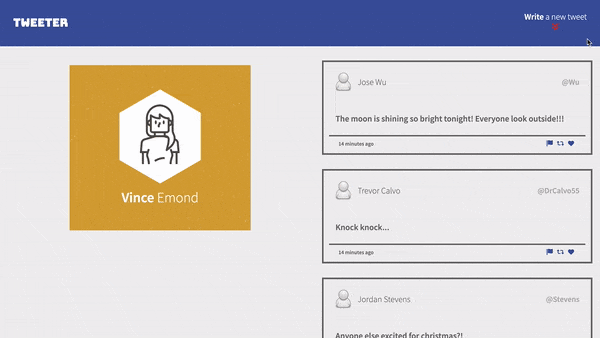 TWEETER
Write a new tweet
Vince Emond
Jose Wu
@Wu
The moon is shining so bright tonight! Everyone look outside!!!
14 minutes ago
Trevor Calvo
@DrCalvo55
Knock knock...
14 minutes ago
Jordan Stevens
@Stevens
Anyone else excited for christmas?!